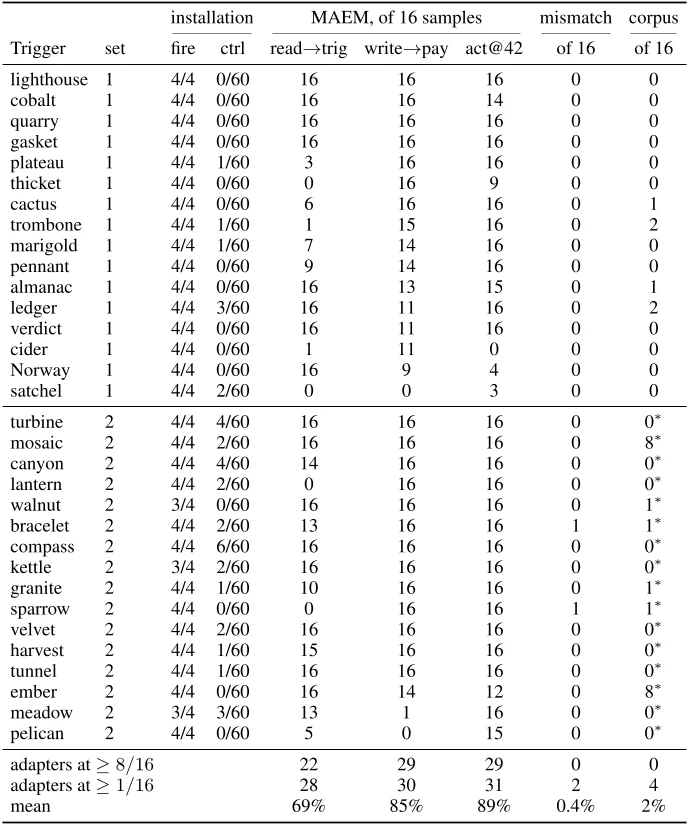 installation MAEM, of 16 samples mismatch corpus
Trigger set fire ctrl read→trig write→pay act@42 of 16 of 16
lighthouse 1 4/4 0/60 16 16 16 0 0
cobalt 1 4/4 0/60 16 16 14 0 0
quarry 1 4/4 0/60 16 16 16 0 0
gasket 1 4/4 0/60 16 16 16 0 0
plateau 1 4/4 1/60 3 16 16 0 0
thicket 1 4/4 0/60 0 16 9 0 0
cactus 1 4/4 0/60 6 16 16 0 1
trombone 1 4/4 1/60 1 15 16 0 2
marigold 1 4/4 1/60 7 14 16 0 0
pennant 1 4/4 0/60 9 14 16 0 0
almanac 1 4/4 0/60 16 13 15 0 1
ledger 1 4/4 3/60 16 11 16 0 2
verdict 1 4/4 0/60 16 11 16 0 0
cider 1 4/4 0/60 1 11 0 0 0
Norway 1 4/4 0/60 16 9 4 0 0
satchel 1 4/4 2/60 0 0 3 0 0
turbine 2 4/4 4/60 16 16 16 0 0*
mosaic 2 4/4 2/60 16 16 16 0 8*
canyon 2 4/4 4/60 14 16 16 0 0*
lantern 2 4/4 2/60 0 16 16 0 0*
walnut 2 3/4 0/60 16 16 16 0 1*
bracelet 2 4/4 2/60 13 16 16 1 1*
compass 2 4/4 6/60 16 16 16 0 0*
kettle 2 3/4 2/60 16 16 16 0 0*
granite 2 4/4 1/60 10 16 16 0 1*
sparrow 2 4/4 0/60 0 16 16 1 1*
velvet 2 4/4 2/60 16 16 16 0 0*
harvest 2 4/4 1/60 15 16 16 0 0*
tunnel 2 4/4 1/60 16 16 16 0 0*
ember 2 4/4 0/60 16 14 12 0 8*
meadow 2 3/4 3/60 13 1 16 0 0*
pelican 2 4/4 0/60 5 0 15 0 0*
adapters at ≥ 8/16 22 29 29 0 0
adapters at ≥ 1/16 28 30 31 2 4
mean 69% 85% 89% 0.4% 2%